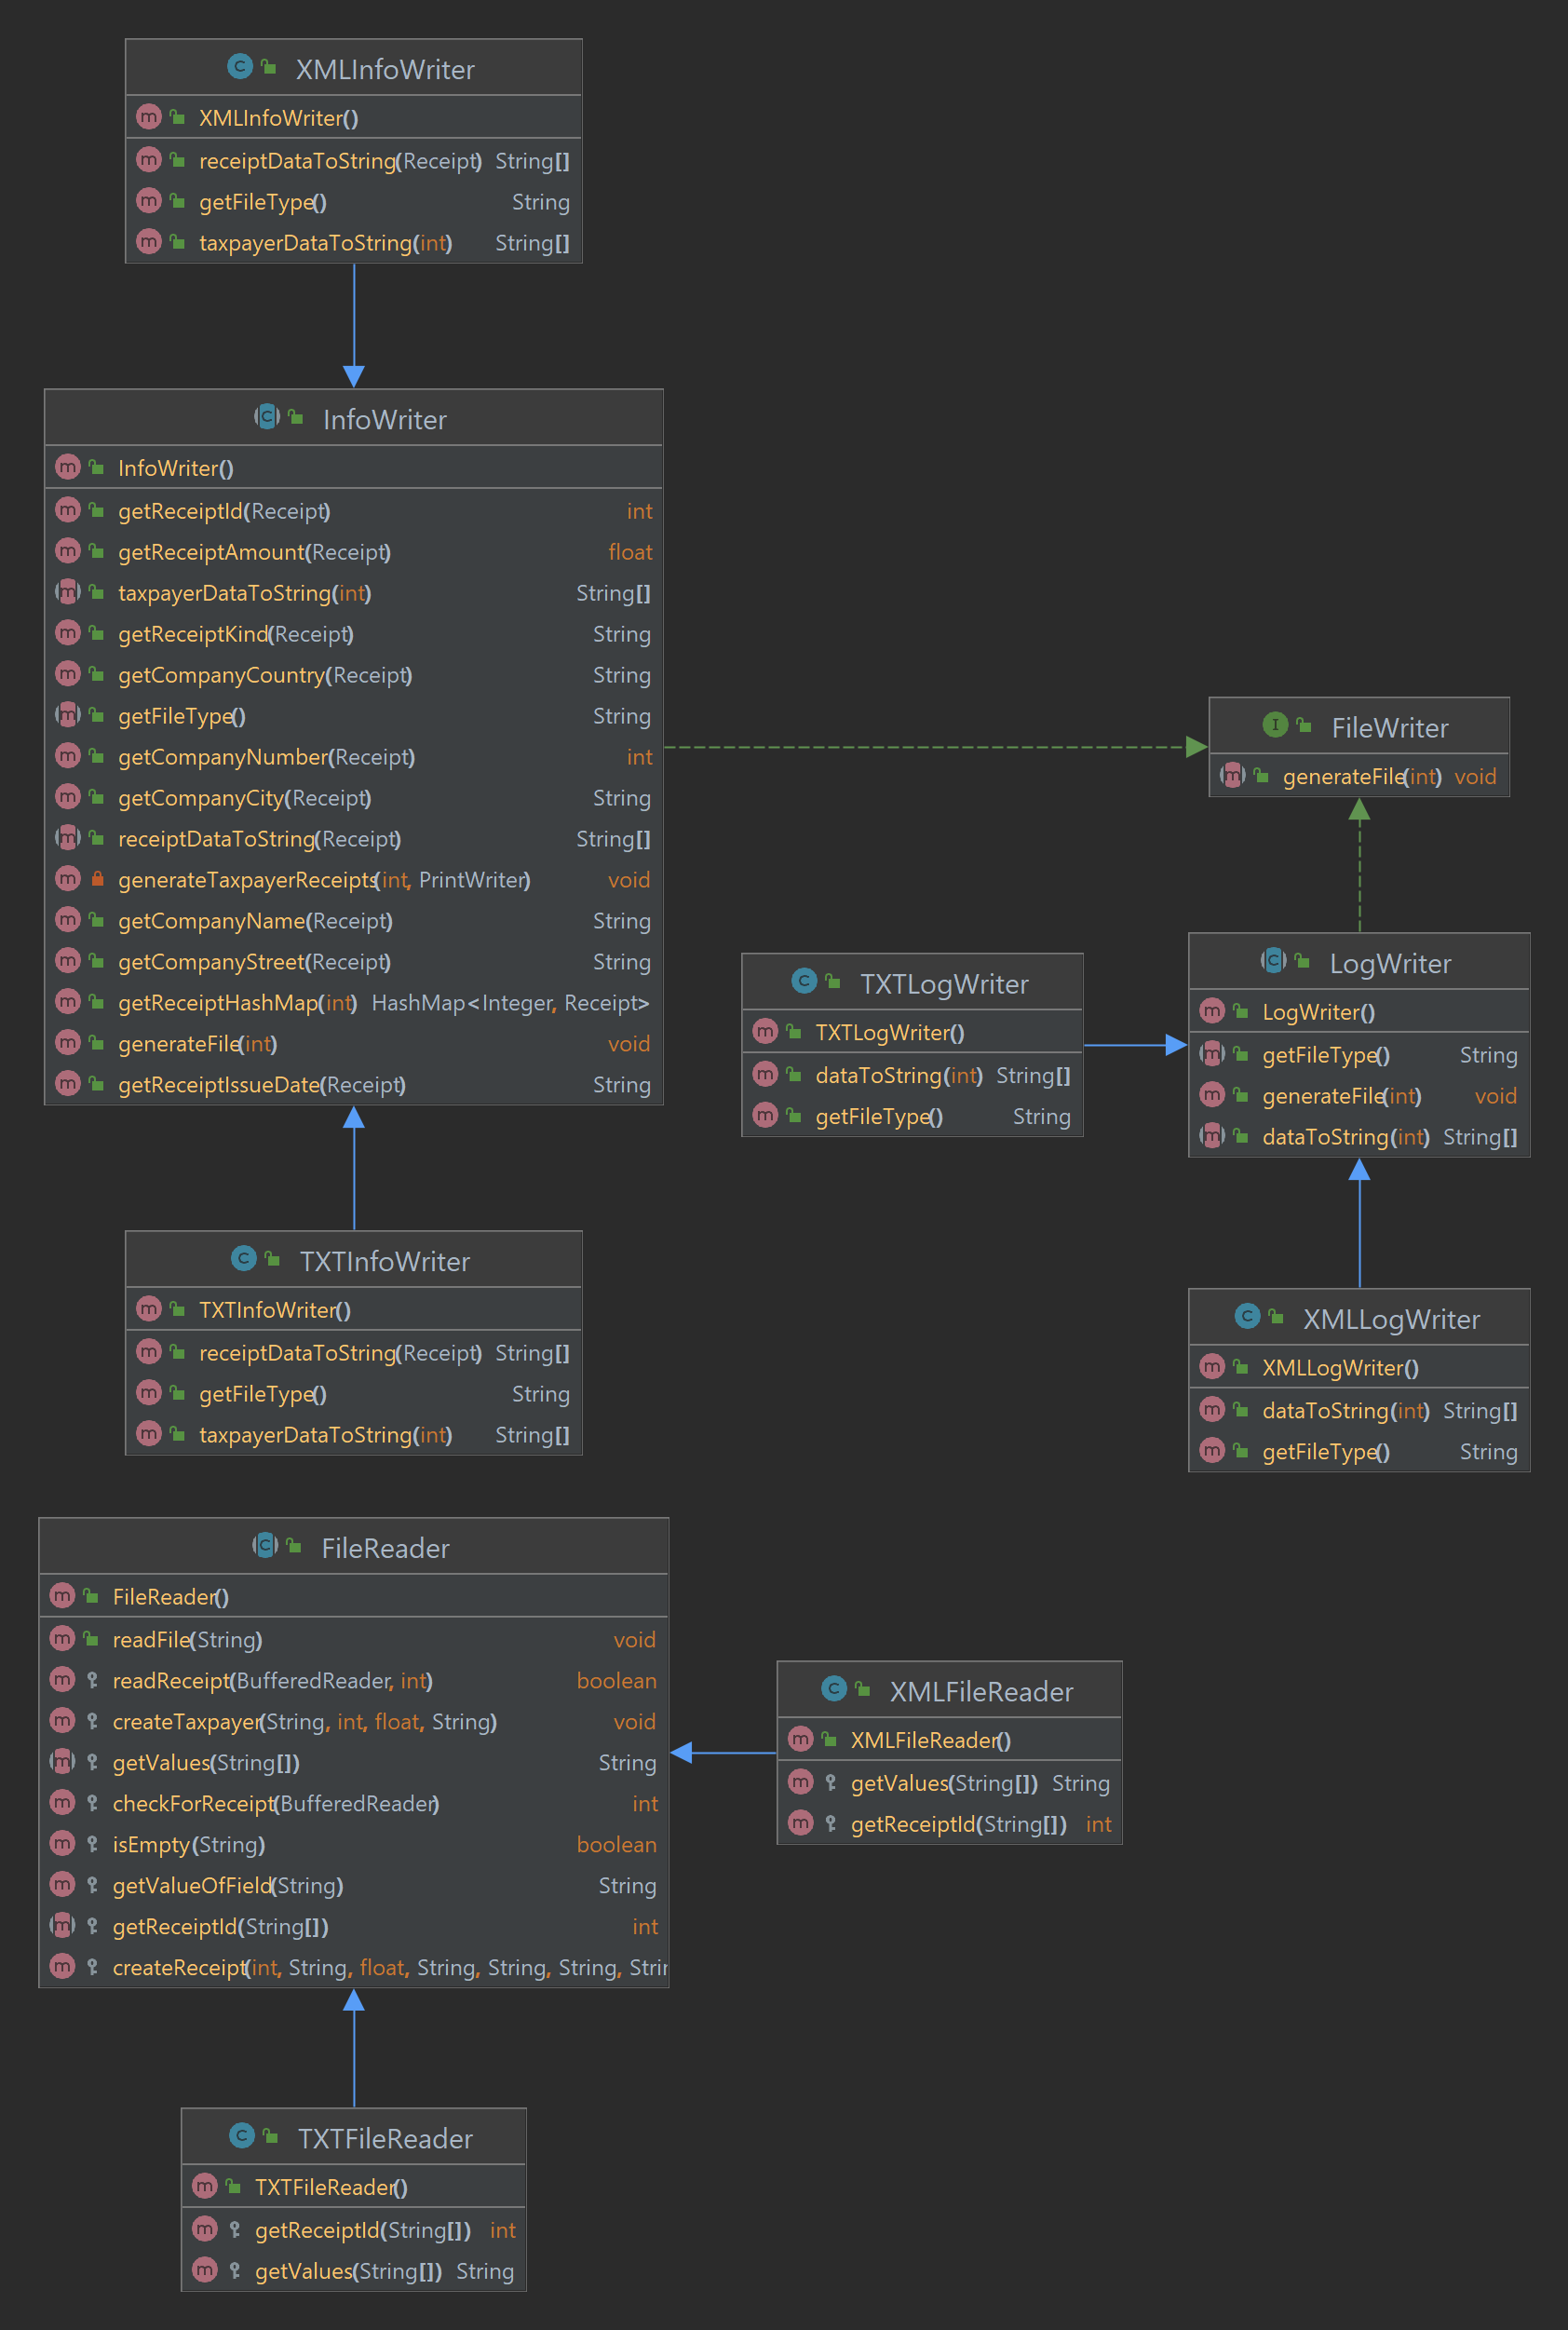 XMLInfoWriter
XMLInfoWriter()
receiptDataToString(Receipt) String[]
getFileType() String
taxpayerDataToString(int) String[]
InfoWriter
InfoWriter()
getReceiptId(Receipt) int
getReceiptAmount(Receipt) float
taxpayerDataToString(int) String[]
getReceiptKind(Receipt) String
getCompanyCountry(Receipt) String
getFileType() String
getCompanyNumber(Receipt) int
getCompanyCity(Receipt) String
receiptDataToString(Receipt) String[]
generateTaxpayerReceipts(int, PrintWriter) void
getCompanyName(Receipt) String
getCompanyStreet(Receipt) String
getReceiptHashMap(int) HashMap<Integer, Receipt>
generateFile(int) void
getReceiptIssueDate(Receipt) String
FileWriter
generateFile(int) void
LogWriter
LogWriter()
getFileType() String
generateFile(int) void
dataToString(int) String[]
TXTLogWriter
TXTLogWriter()
dataToString(int) String[]
getFileType() String
TXTInfoWriter
TXTInfoWriter()
receiptDataToString(Receipt) String[]
getFileType() String
taxpayerDataToString(int) String[]
XMLLogWriter
XMLLogWriter()
dataToString(int) String[]
getFileType() String
FileReader
FileReader()
readFile(String) void
readReceipt(BufferedReader, int) boolean
createTaxpayer(String, int, float, String) void
getValues(String[]) String
checkForReceipt(BufferedReader) int
isEmpty(String) boolean
getValueOfField(String) String
getReceiptId(String[]) int
createReceipt(int, String, float, String, String, String,
XMLFileReader
XMLFileReader()
getValues(String[]) String
getReceiptId(String[]) int
TXTFileReader
TXTFileReader()
getReceiptId(String[]) int
getValues(String[]) String